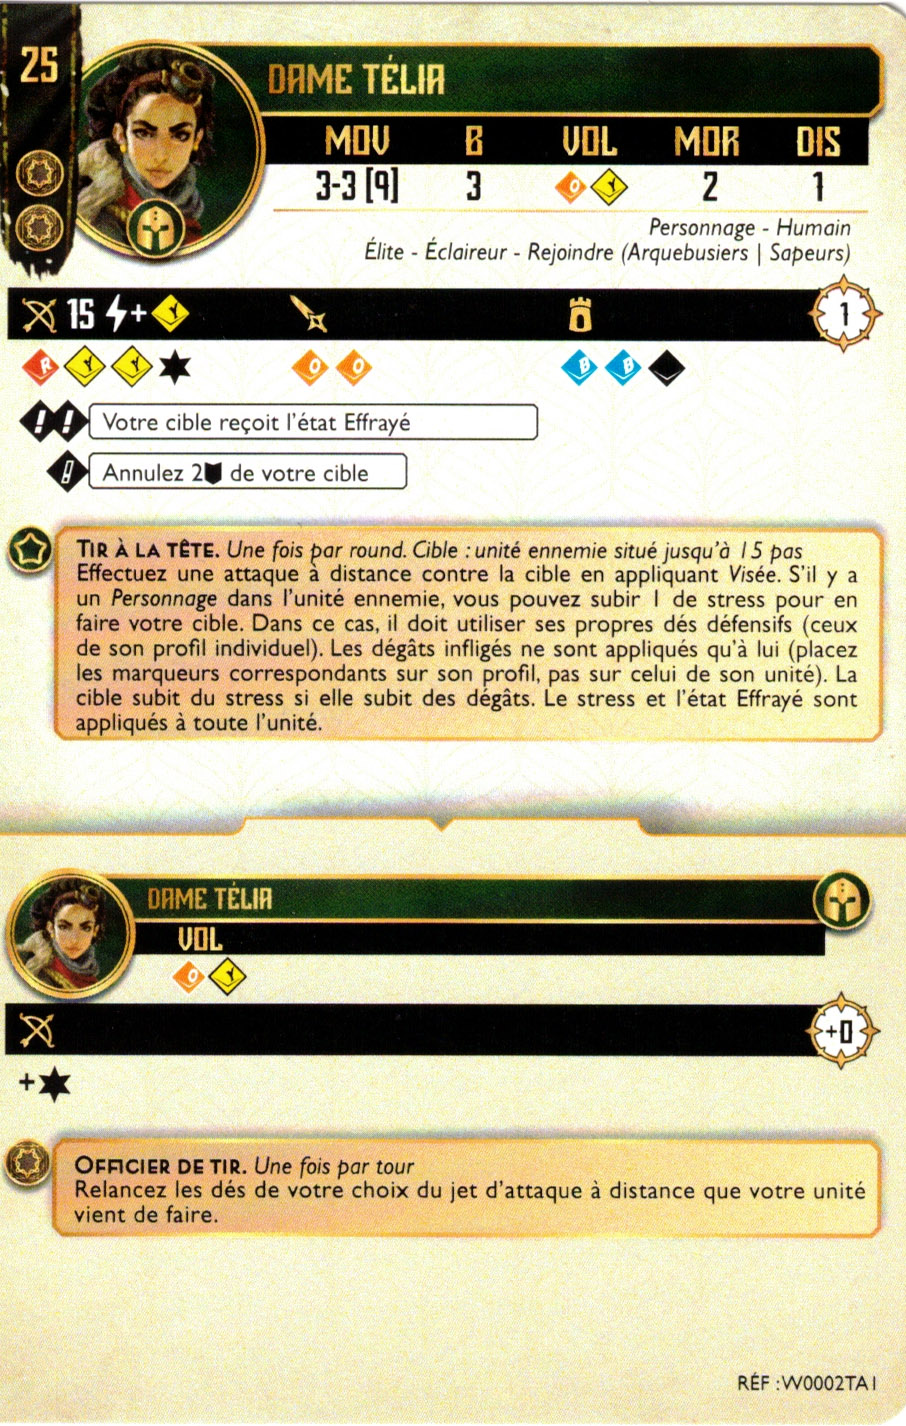 25
DAME TÉLIA
MOV B VOL MOR DIS
3-3 [9] 3 O Y 2 1
Personnage - Humain
Élite - Éclaireur - Rejoindre (Arquebusiers | Sapeurs)
15 + Y 1
R Y Y O O B B
! ! Votre cible reçoit l'état Effrayé
! Annulez 2 de votre cible
TIR À LA TÊTE. Une fois par round. Cible : unité ennemie situé jusqu'à 15 pas
Effectuez une attaque à distance contre la cible en appliquant Visée. S'il y a
un Personnage dans l'unité ennemie, vous pouvez subir 1 de stress pour en
faire votre cible. Dans ce cas, il doit utiliser ses propres dés défensifs (ceux
de son profil individuel). Les dégâts infligés ne sont appliqués qu'à lui (placez
les marqueurs correspondants sur son profil, pas sur celui de son unité). La
cible subit du stress si elle subit des dégâts. Le stress et l'état Effrayé sont
appliqués à toute l'unité.
DAME TÉLIA
VOL
O Y
+0
+
OFFICIER DE TIR. Une fois par tour
Relancez les dés de votre choix du jet d'attaque à distance que votre unité
vient de faire.
RÉF :W0002TA1